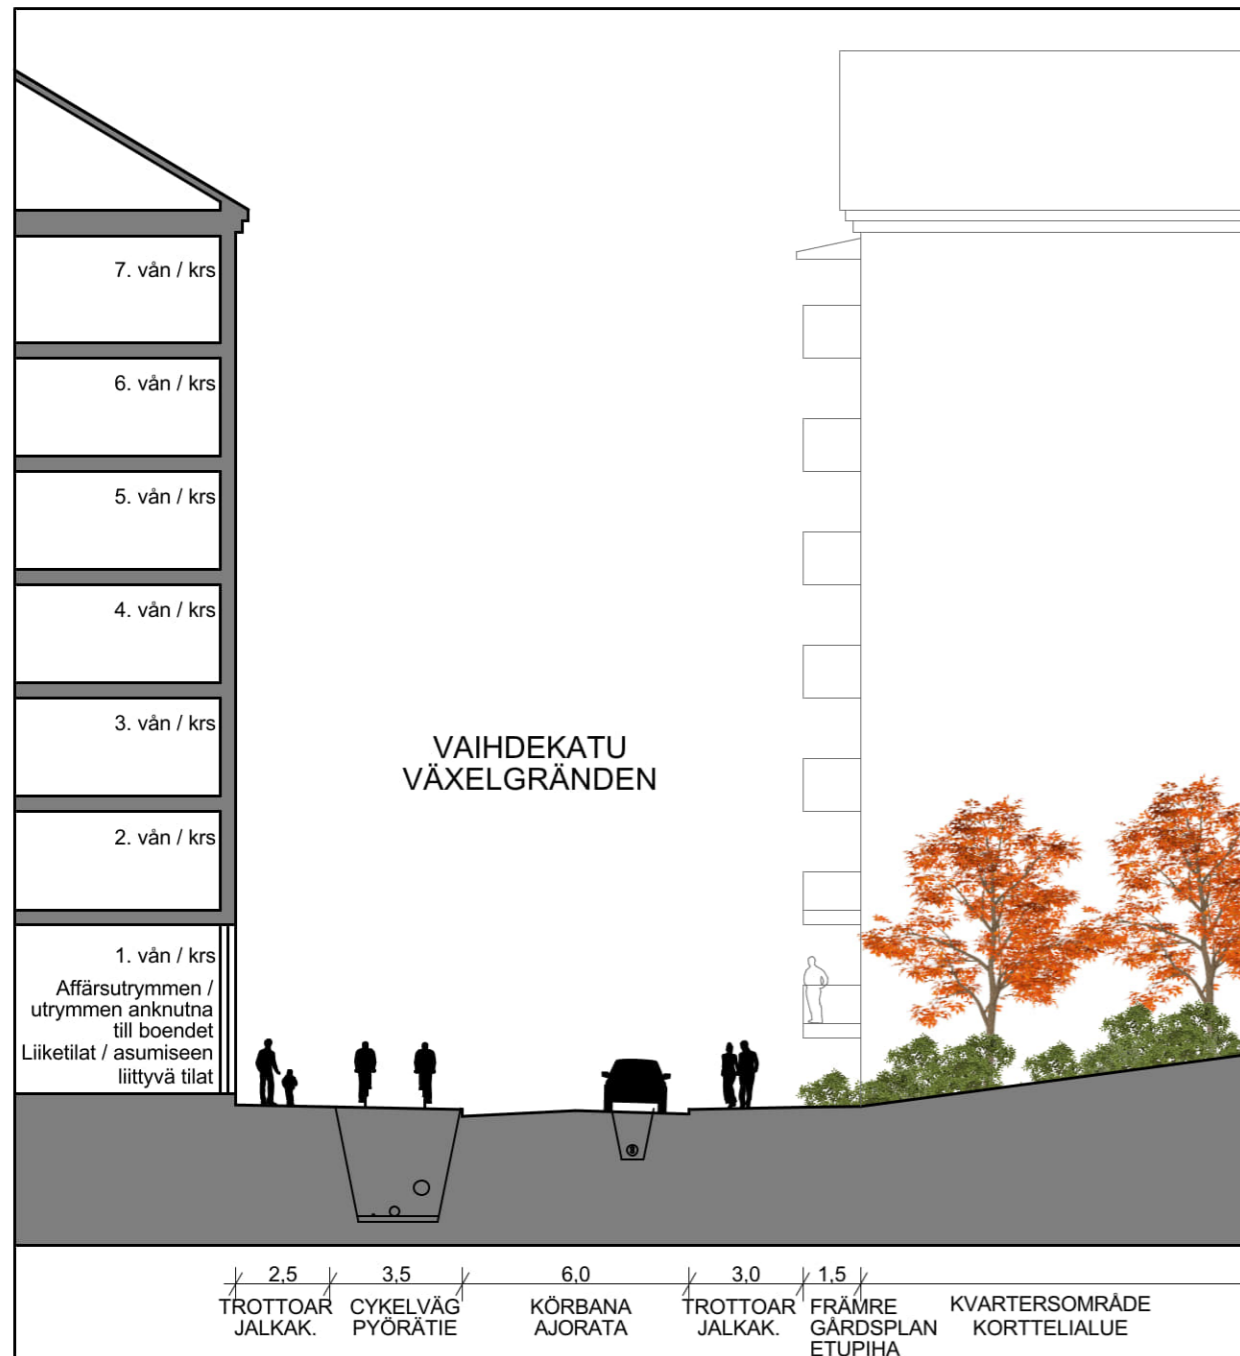 7. vån / krs
6. vån / krs
5. vån / krs
4. vån / krs
3. vån / krs
2. vån / krs
1. vån / krs
Affärsutrymmen /
utrymmen anknutna
till boendet
Liiketilat / asumiseen
liittyvä tilat
VAIHDEKATU
VÄXELGRÄNDEN
2,5
3,5
6,0
3,0
1,5
TROTTOAR
JALKAK.
CYKELVÄG
PYÖRÄTIE
KÖRBANA
AJORATA
TROTTOAR
JALKAK.
FRÄMRE
GÅRDSPLAN
ETUPIHA
KVARTERSOMRÅDE
KORTTELIALUE